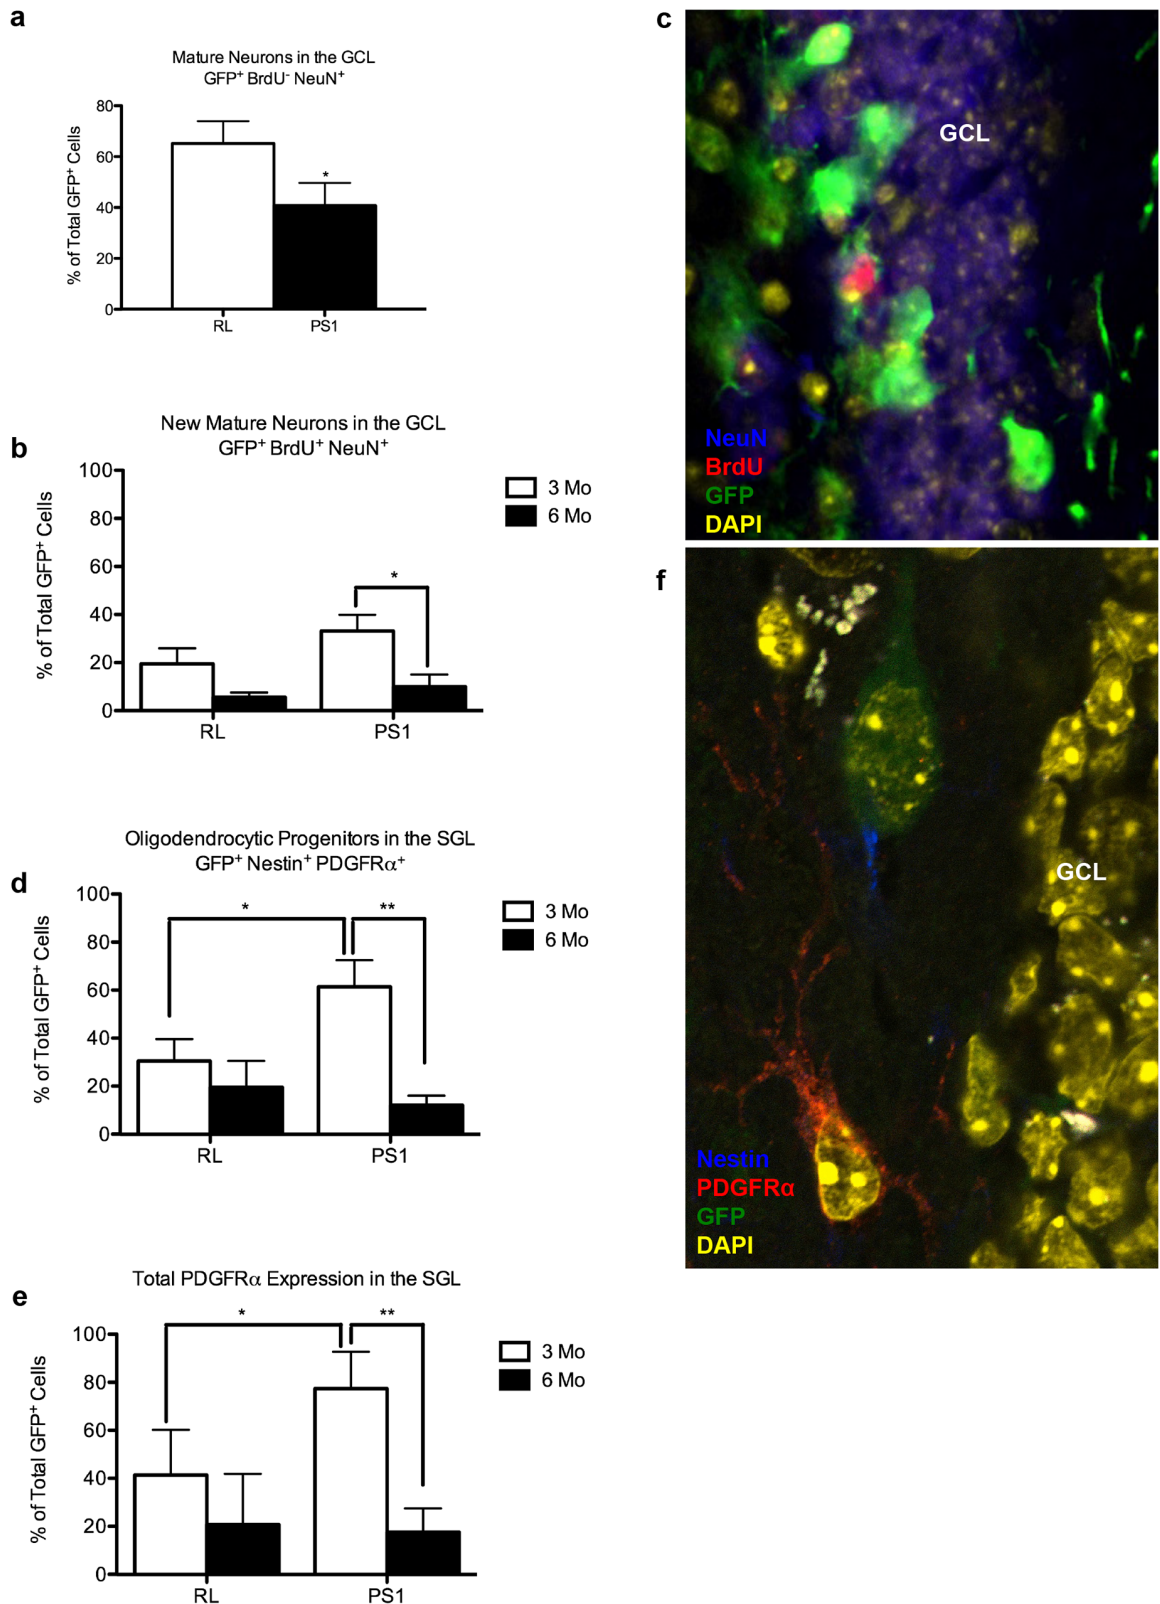 a
Mature Neurons in the GCL
GFP⁺ BrdU⁻ NeuN⁺
% of Total GFP⁺ Cells
80
60
40
20
0
*
RL
PS1
b
New Mature Neurons in the GCL
GFP⁺ BrdU⁺ NeuN⁺
% of Total GFP⁺ Cells
100
80
60
40
20
0
*
RL
PS1
3 Mo
6 Mo
c
GCL
NeuN
BrdU
GFP
DAPI
d
Oligodendrocytic Progenitors in the SGL
GFP⁺ Nestin⁺ PDGFRα⁺
% of Total GFP⁺ Cells
100
80
60
40
20
0
*
**
RL
PS1
3 Mo
6 Mo
e
Total PDGFRα Expression in the SGL
% of Total GFP⁺ Cells
100
80
60
40
20
0
*
**
RL
PS1
3 Mo
6 Mo
f
GCL
Nestin
PDGFRα
GFP
DAPI